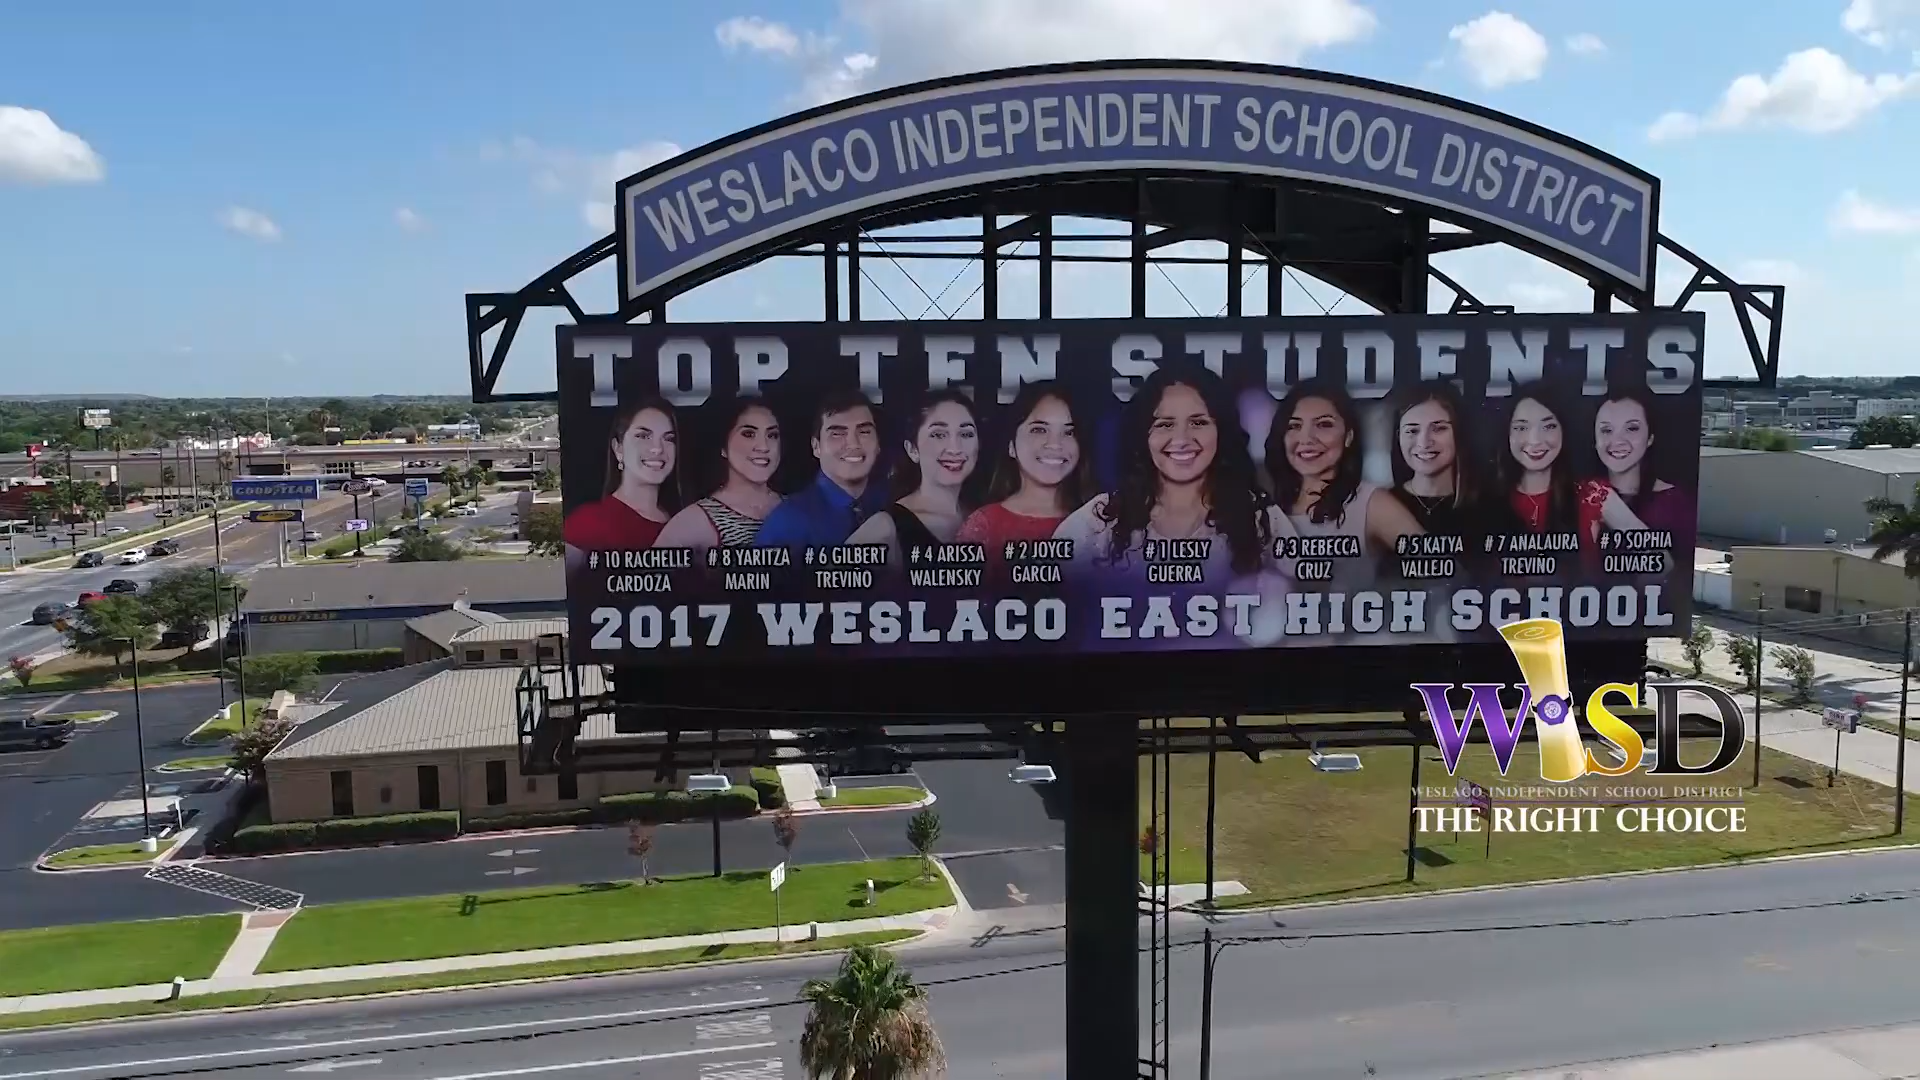 WESLACO INDEPENDENT SCHOOL DISTRICT
TOP TEN STUDENTS
# 10 RACHELLE CARDOZA
# 8 YARITZA MARIN
# 6 GILBERT TREVIÑO
# 4 ARISSA WALENSKY
# 2 JOYCE GARCIA
# 1 LESLY GUERRA
# 3 REBECCA CRUZ
# 5 KATYA VALLEJO
# 7 ANALAURA TREVIÑO
# 9 SOPHIA OLIVARES
2017 WESLACO EAST HIGH SCHOOL
GOODYEAR
GOODYEAR
WISD
WESLACO INDEPENDENT SCHOOL DISTRICT
THE RIGHT CHOICE